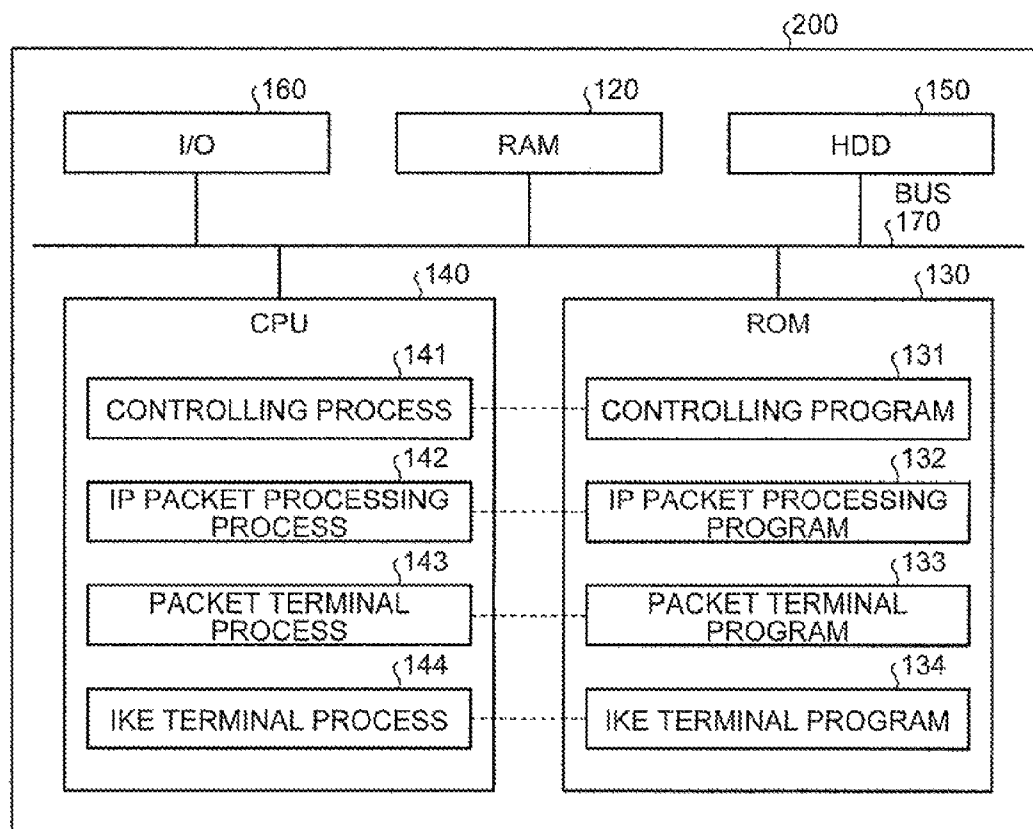 200
160
120
150
I/O
RAM
HDD
BUS
170
140
130
CPU
ROM
141
131
CONTROLLING PROCESS
CONTROLLING PROGRAM
142
132
IP PACKET PROCESSING
PROCESS
IP PACKET PROCESSING
PROGRAM
143
133
PACKET TERMINAL
PROCESS
PACKET TERMINAL
PROGRAM
144
134
IKE TERMINAL PROCESS
IKE TERMINAL PROGRAM